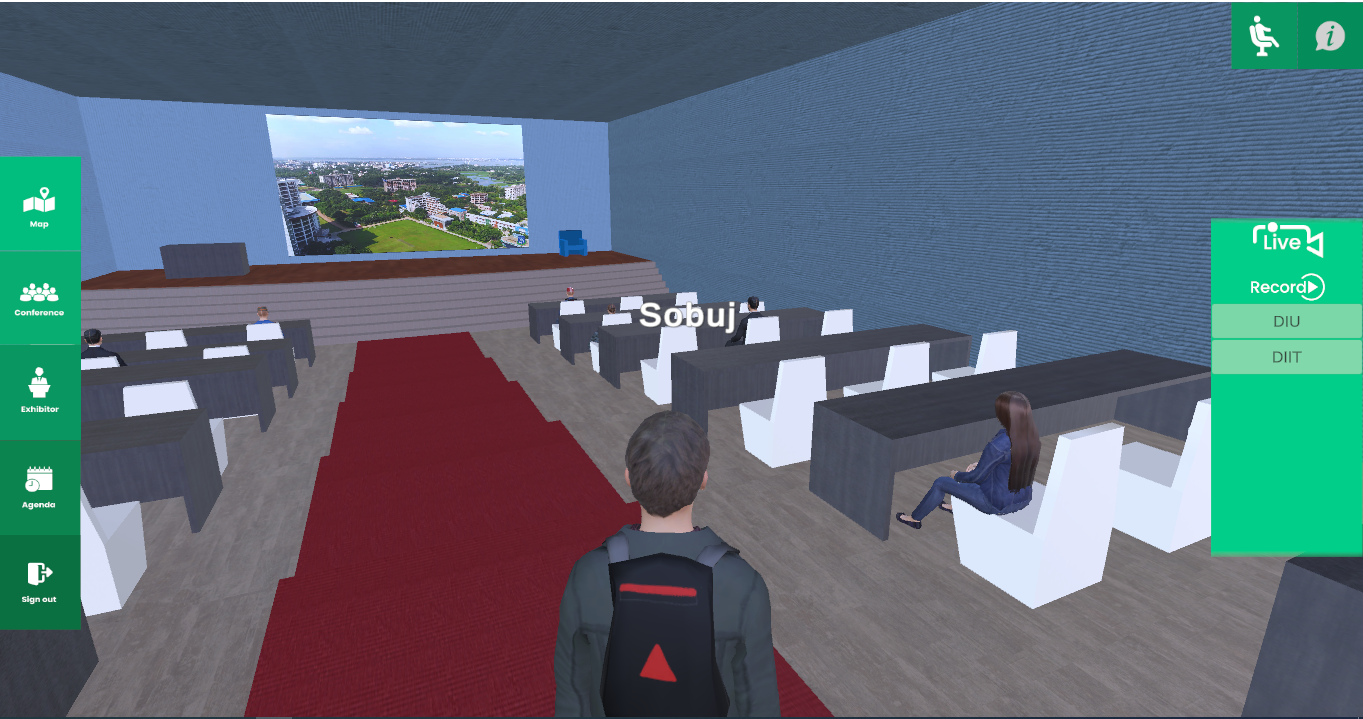 Map
Conference
Exhibitor
Agenda
Sign out
Sobuj
i
Live
Record
DIU
DIIT